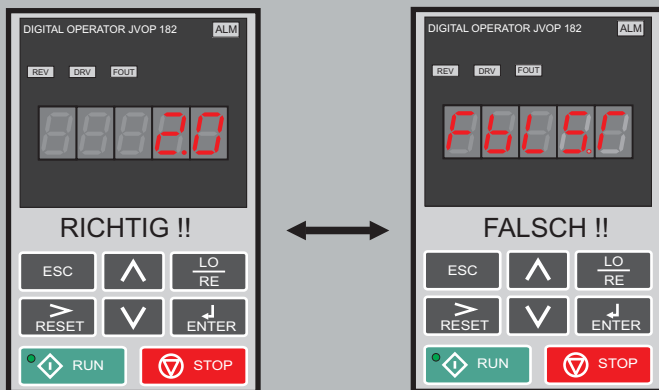 DIGITAL OPERATOR JVOP 182
ALM
REV DRV FOUT
2.0
RICHTIG !!
ESC
LO
RE
>
RESET
ENTER
RUN
STOP
DIGITAL OPERATOR JVOP 182
ALM
REV DRV FOUT
FbLS.C
FALSCH !!
ESC
LO
RE
>
RESET
ENTER
RUN
STOP